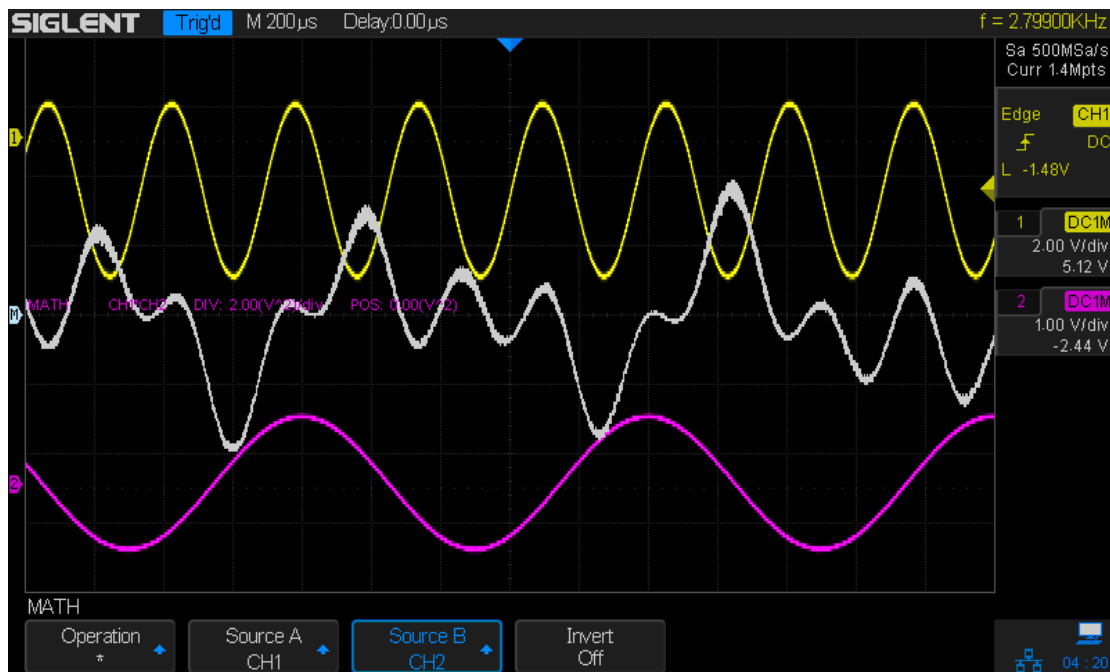 SIGLENT Trig'd M 200µs Delay:0.00µs f = 2.79900KHz
Sa 500MSa/s
Curr 1.4Mpts
Edge CH1
DC
L -1.48V
1 DC1M
2.00 V/div
5.12 V
2 DC1M
1.00 V/div
-2.44 V
1
MATH CH1*CH2 DIV: 2.00(V^2)/div POS: 0.00(V^2)
M
2
MATH
Operation
*
Source A
CH1
Source B
CH2
Invert
Off
04 : 20